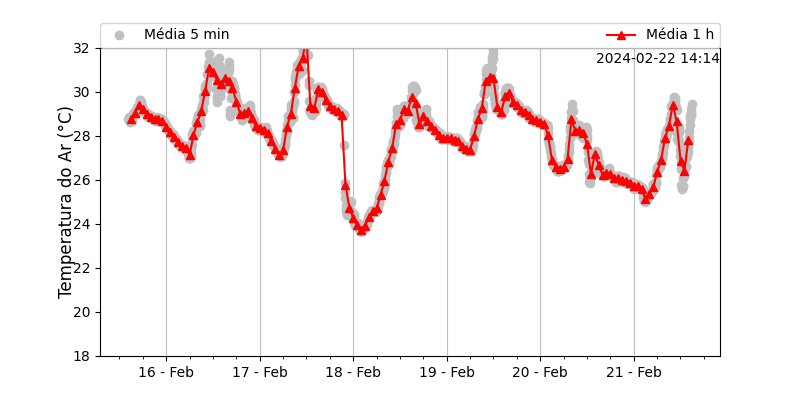 Média 5 min
Média 1 h
2024-02-22 14:14
Temperatura do Ar (°C)
32
30
28
26
24
22
20
18
16 - Feb
17 - Feb
18 - Feb
19 - Feb
20 - Feb
21 - Feb